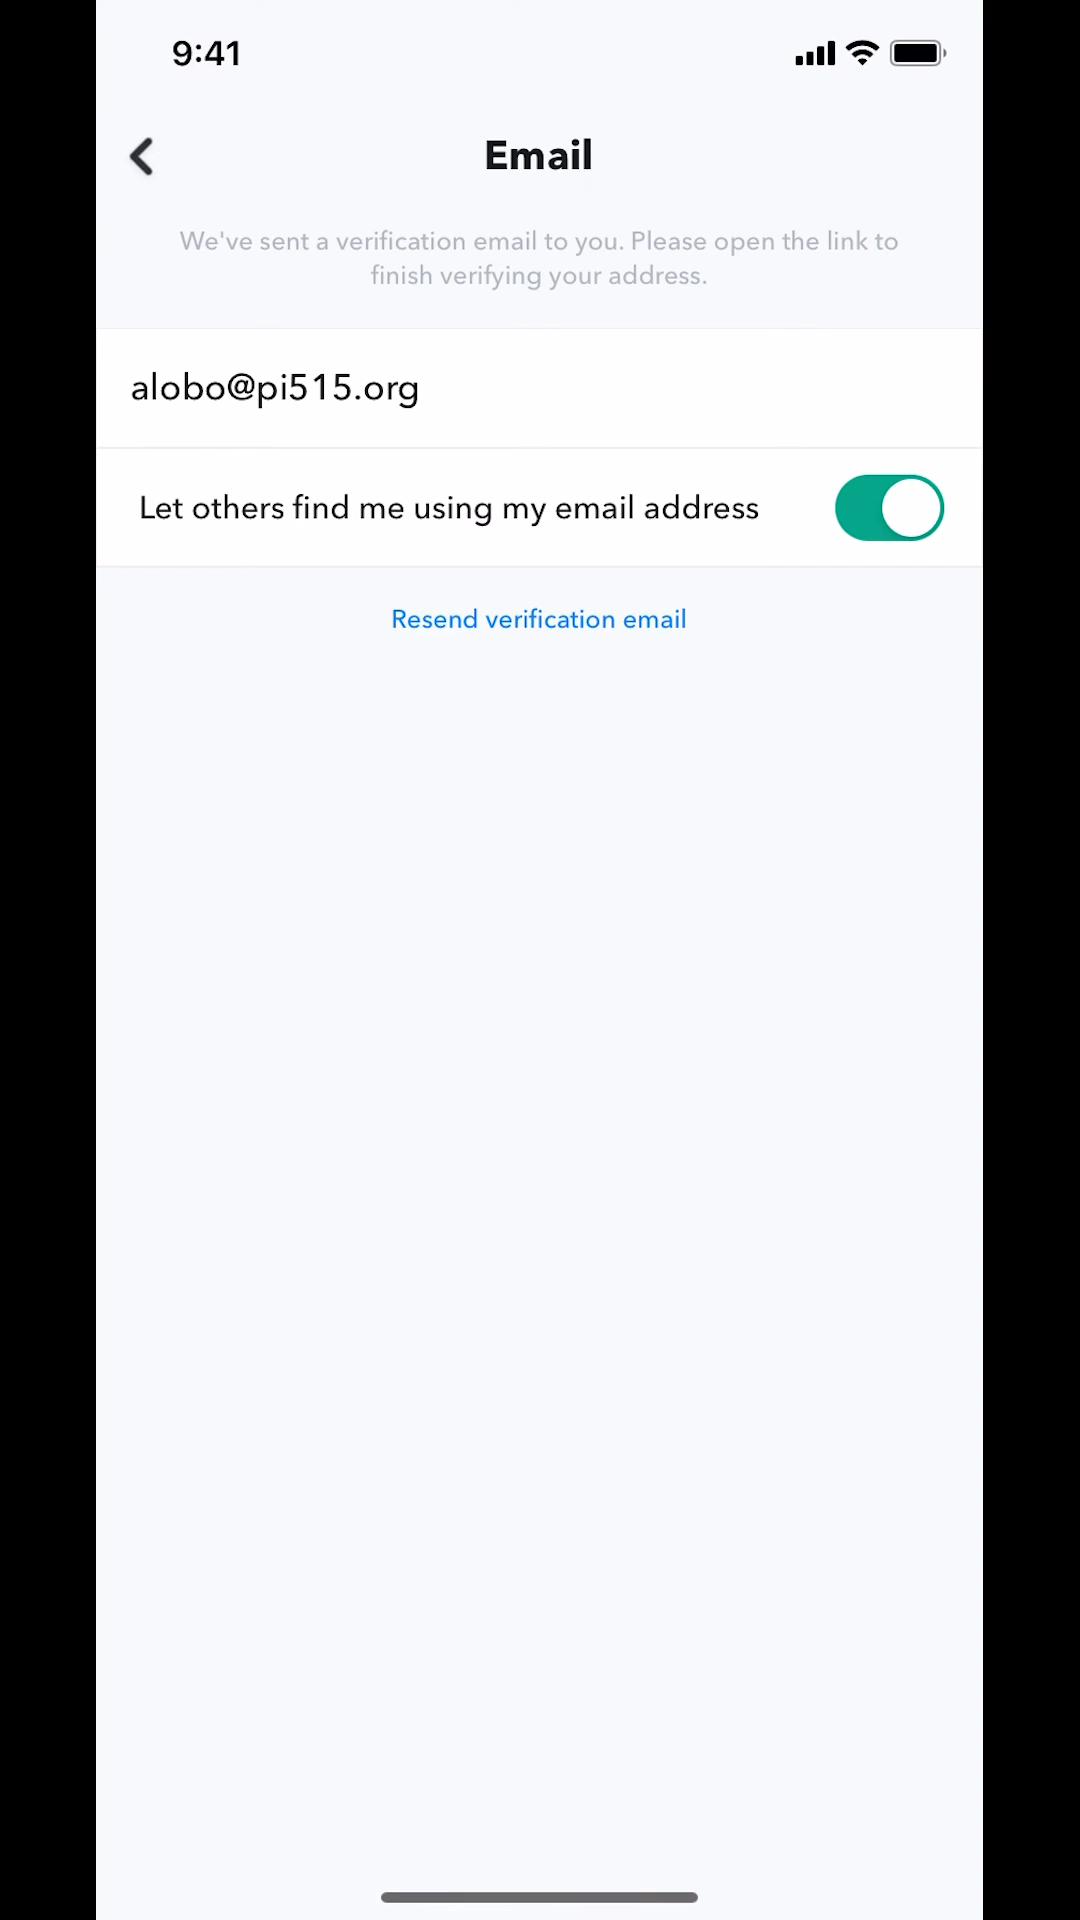 9:41
Email
We've sent a verification email to you. Please open the link to
finish verifying your address.
alobo@pi515.org
Let others find me using my email address
Resend verification email